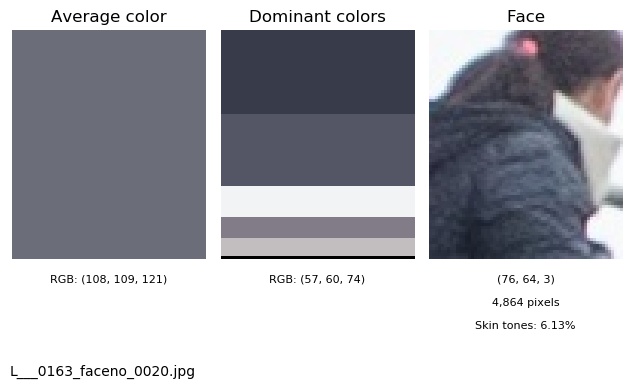 Average color
Dominant colors
Face
RGB: (108, 109, 121)
RGB: (57, 60, 74)
(76, 64, 3)
4,864 pixels
Skin tones: 6.13%
L___0163_faceno_0020.jpg